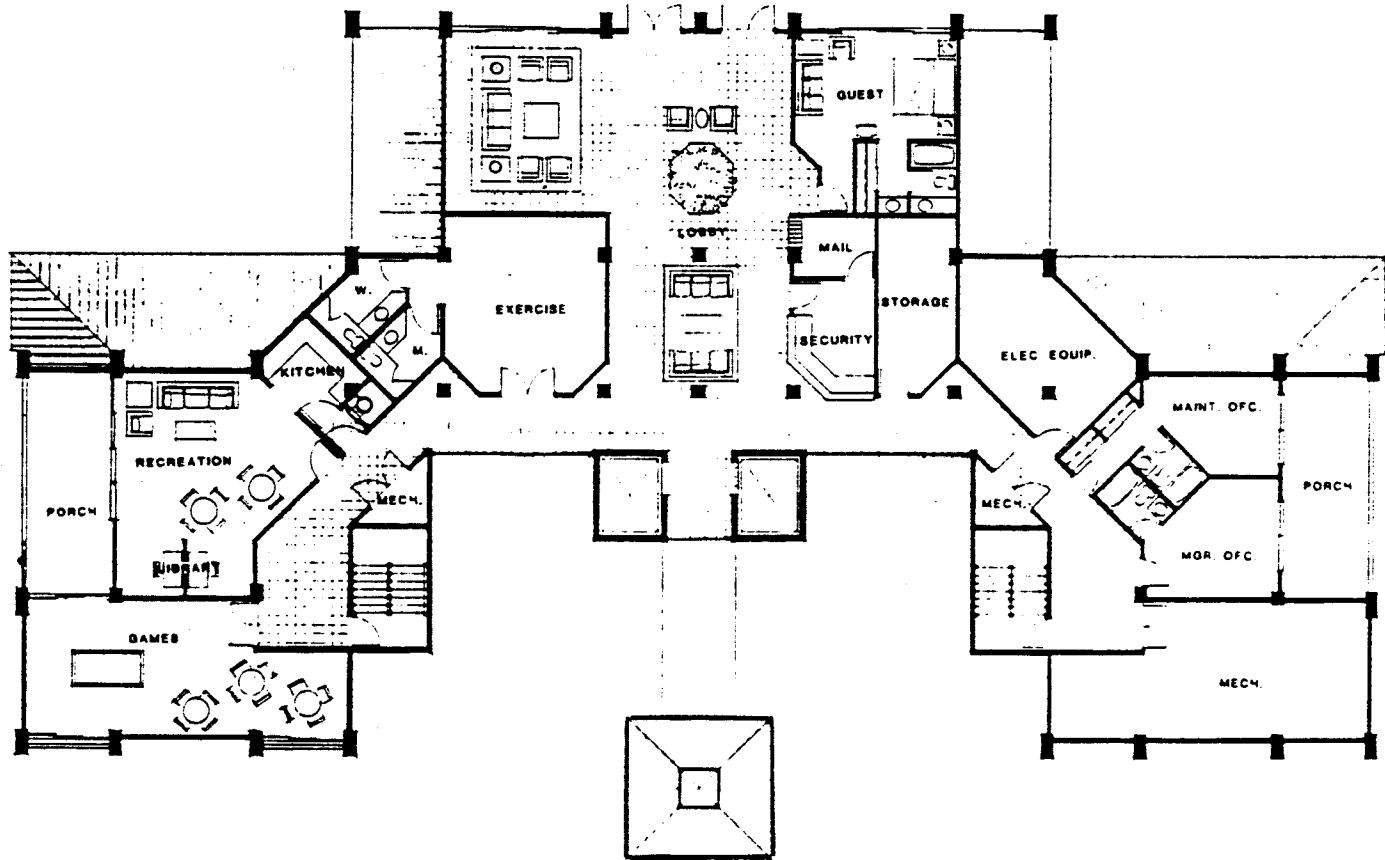 GUEST
LOBBY
MAIL
W.
EXERCISE
STORAGE
M.
SECURITY
KITCHEN
ELEC EQUIP.
MAINT. OFC.
RECREATION
PORCH
MECH.
MECH.
PORCH
LIBRARY
MGR. OFC.
GAMES
MECH.